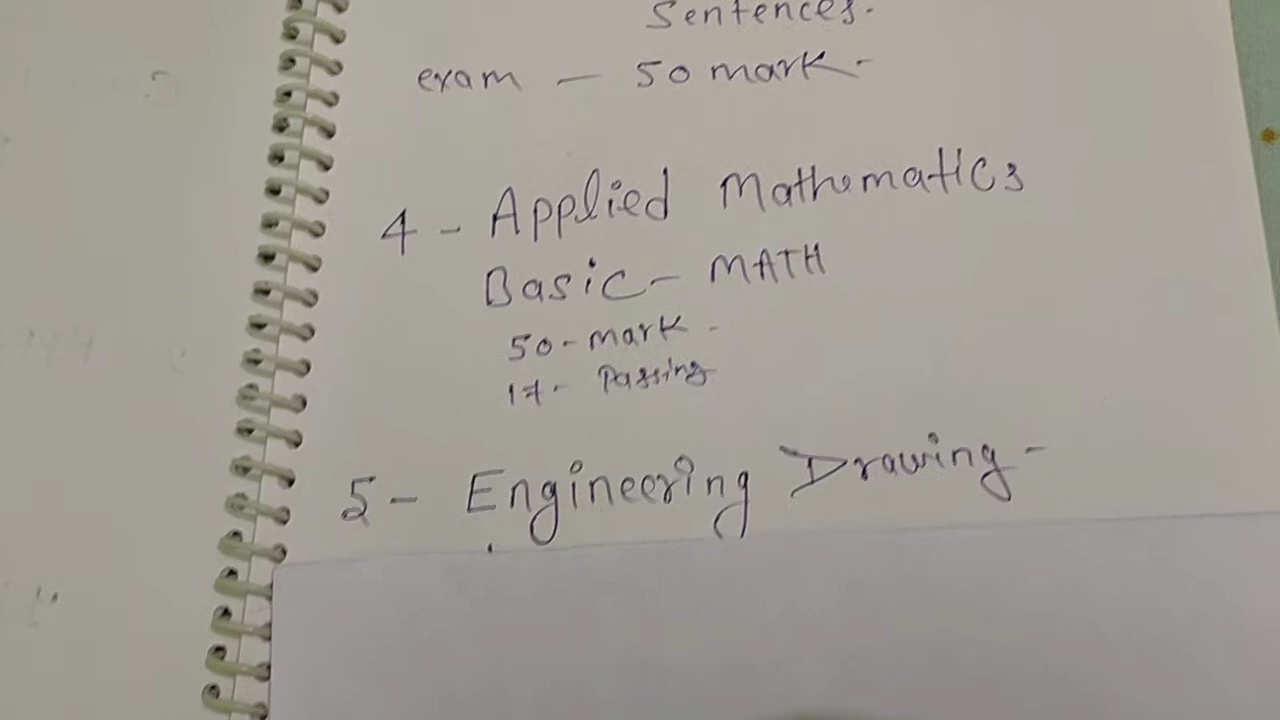 Sentences.
exam — 50 mark.
4 - Applied Mathematics
Basic - MATH
50 - mark -
17 - Passing
5 - Engineering Drawing -